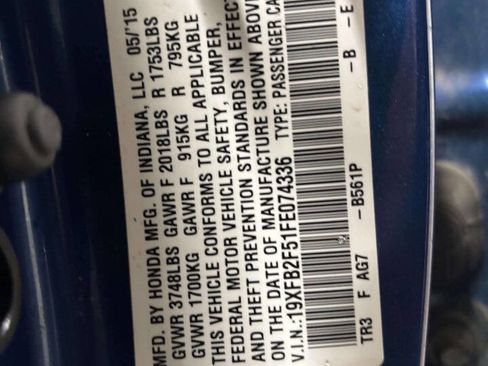 MFD. BY HONDA MFG. OF INDIANA, LLC 05/'15
GVWR 3748LBS GAWR F 2018LBS R 1753LBS
GVWR 1700KG GAWR F 915KG R 795KG
THIS VEHICLE CONFORMS TO ALL APPLICABLE
FEDERAL MOTOR VEHICLE SAFETY, BUMPER,
AND THEFT PREVENTION STANDARDS IN EFFECT
ON THE DATE OF MANUFACTURE SHOWN ABOVE
V.I.N.:19XFB2F51FE074336 TYPE: PASSENGER CA
-B561P -B -E
TR3 F AG7